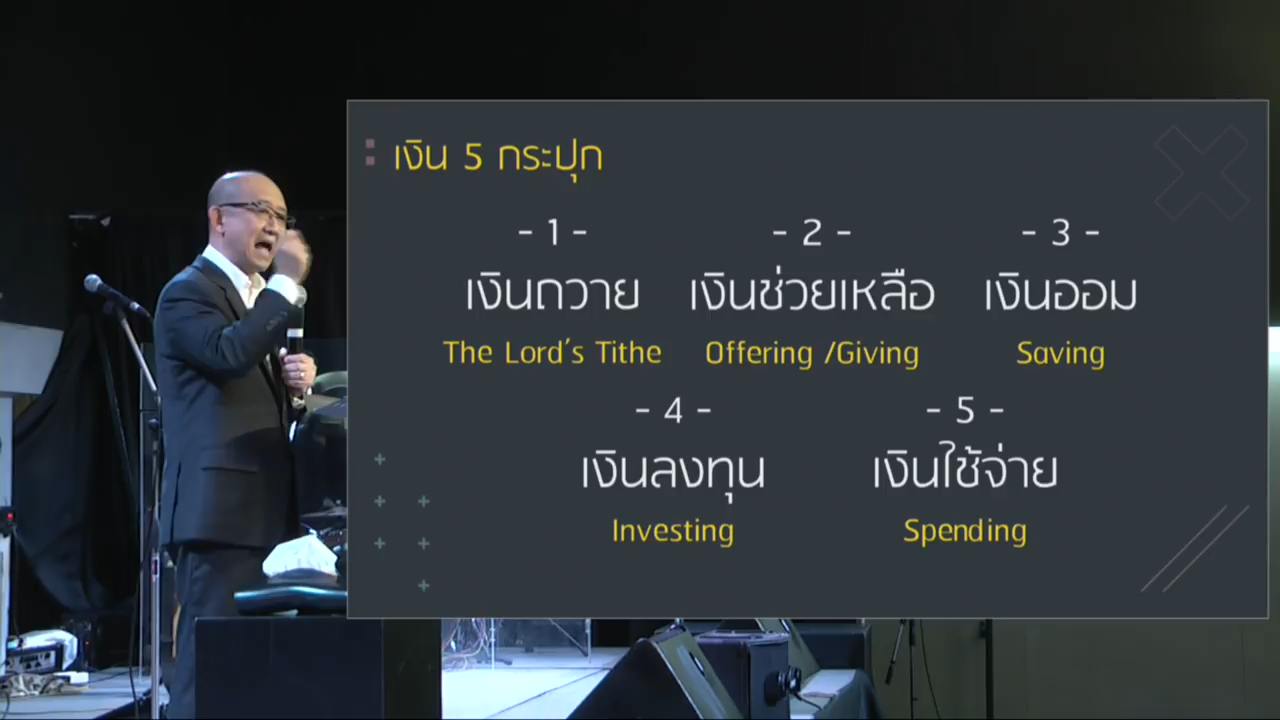 เงิน 5 กระปุก
- 1 -
เงินถวาย
The Lord's Tithe
- 2 -
เงินช่วยเหลือ
Offering /Giving
- 3 -
เงินออม
Saving
- 4 -
เงินลงทุน
Investing
- 5 -
เงินใช้จ่าย
Spending